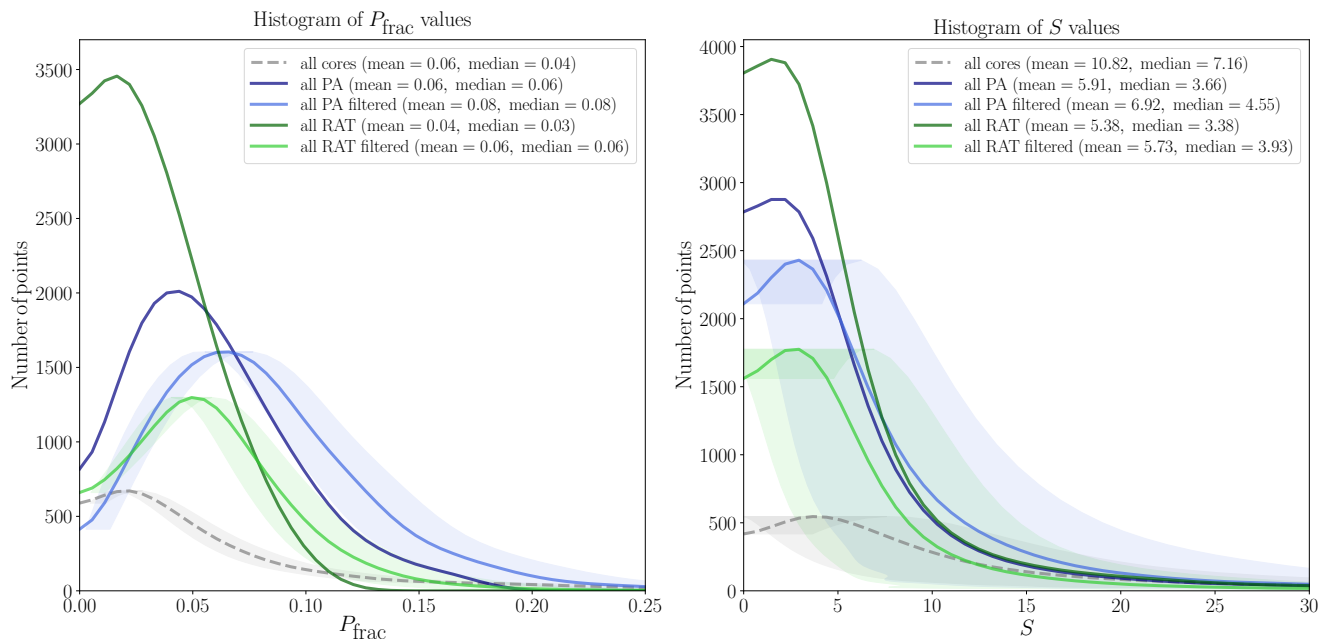 Histogram of P_frac values
all cores (mean = 0.06, median = 0.04)
all PA (mean = 0.06, median = 0.06)
all PA filtered (mean = 0.08, median = 0.08)
all RAT (mean = 0.04, median = 0.03)
all RAT filtered (mean = 0.06, median = 0.06)
Number of points
3500
3000
2500
2000
1500
1000
500
0
0.00 0.05 0.10 0.15 0.20 0.25
P_frac
Histogram of S values
all cores (mean = 10.82, median = 7.16)
all PA (mean = 5.91, median = 3.66)
all PA filtered (mean = 6.92, median = 4.55)
all RAT (mean = 5.38, median = 3.38)
all RAT filtered (mean = 5.73, median = 3.93)
Number of points
4000
3500
3000
2500
2000
1500
1000
500
0
0 5 10 15 20 25 30
S